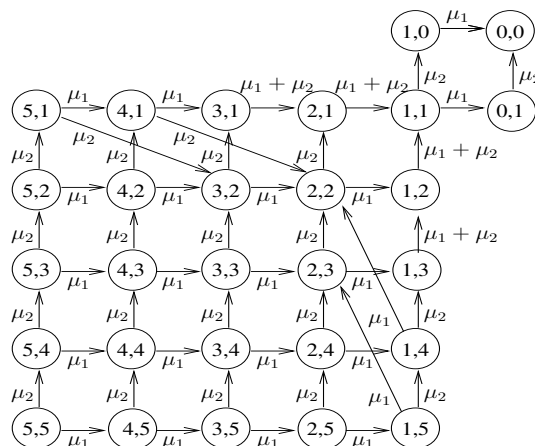 1,0 μ1 0,0
μ2 μ2
5,1 μ1 4,1 μ1 3,1 μ1 + μ2 2,1 μ1 + μ2 1,1 μ1 0,1
μ2 μ2 μ2 μ2 μ2 μ2 μ1 + μ2
5,2 μ1 4,2 μ1 3,2 μ1 2,2 μ1 1,2
μ2 μ2 μ2 μ2 μ1 + μ2
5,3 μ1 4,3 μ1 3,3 μ1 2,3 μ1 1,3
μ2 μ2 μ2 μ2 μ1 μ2
5,4 μ1 4,4 μ1 3,4 μ1 2,4 μ1 1,4
μ2 μ2 μ2 μ2 μ1 μ2
5,5 μ1 4,5 μ1 3,5 μ1 2,5 μ1 1,5